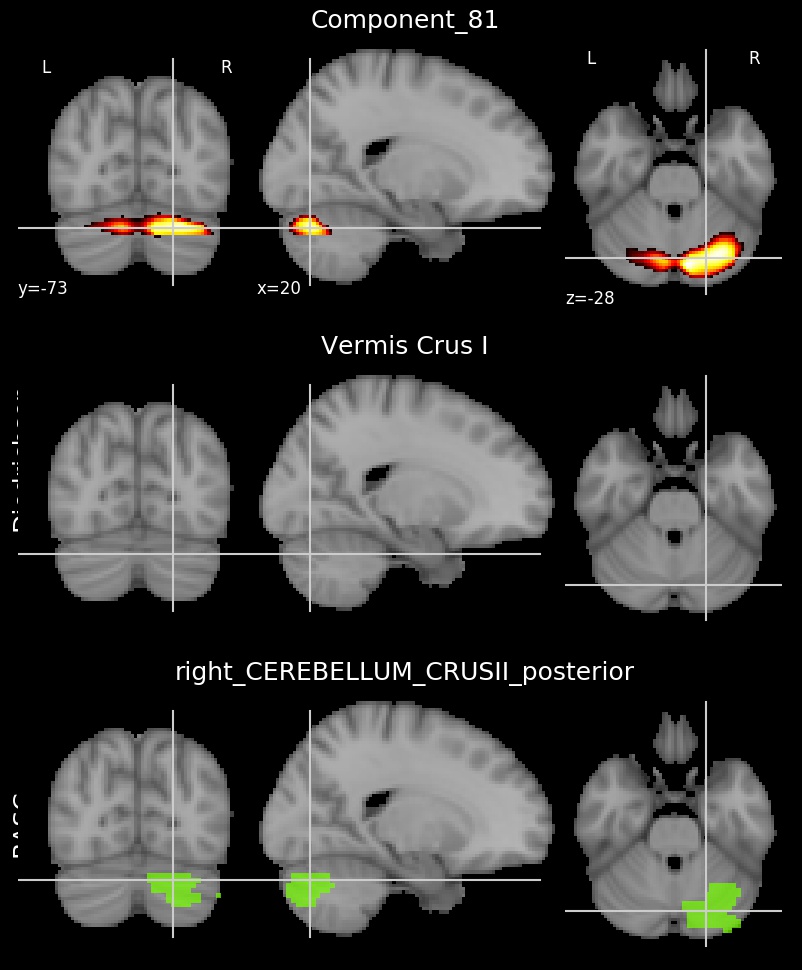 Component_81
L R L R
y=-73 x=20 z=-28
Vermis Crus I
right_CEREBELLUM_CRUSII_posterior